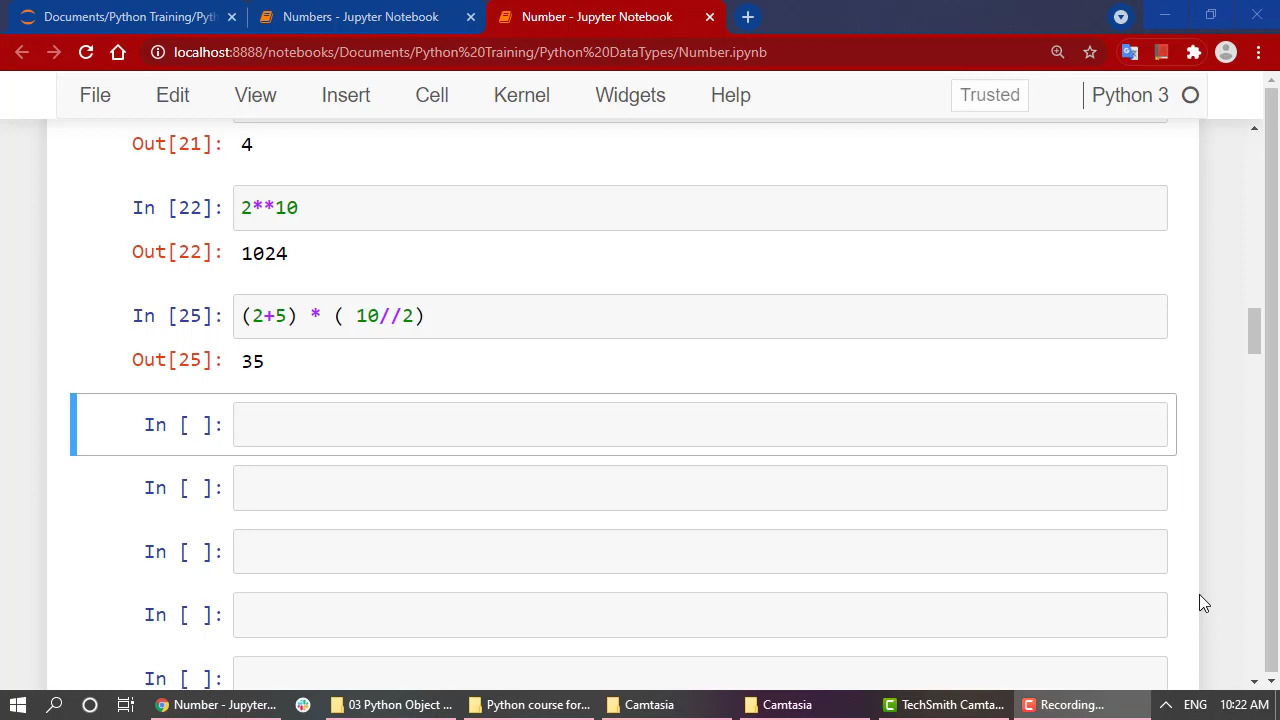 Documents/Python Training/Pyth
Numbers - Jupyter Notebook
Number - Jupyter Notebook
localhost:8888/notebooks/Documents/Python%20Training/Python%20DataTypes/Number.ipynb
File Edit View Insert Cell Kernel Widgets Help Trusted Python 3
Out[21]: 4
In [22]: 2**10
Out[22]: 1024
In [25]: (2+5) * ( 10//2)
Out[25]: 35
In [ ]:
In [ ]:
In [ ]:
In [ ]:
In [ ]:
Number - Jupyter... 03 Python Object ... Python course for... Camtasia Camtasia TechSmith Camta... Recording... ENG 10:22 AM